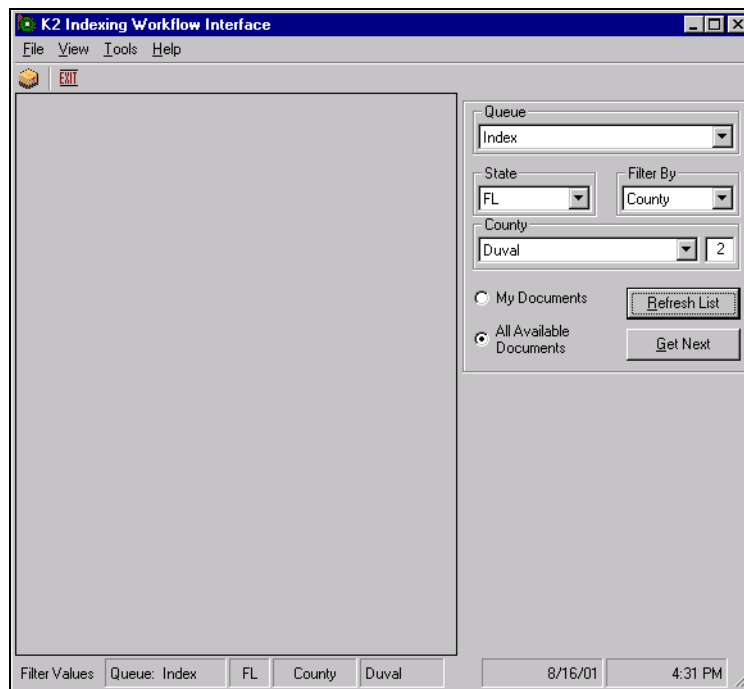 K2 Indexing Workflow Interface
File View Tools Help
EXIT
Queue
Index
State
FL
Filter By
County
County
Duval
2
My Documents
Refresh List
All Available
Documents
Get Next
Filter Values Queue: Index FL County Duval 8/16/01 4:31 PM